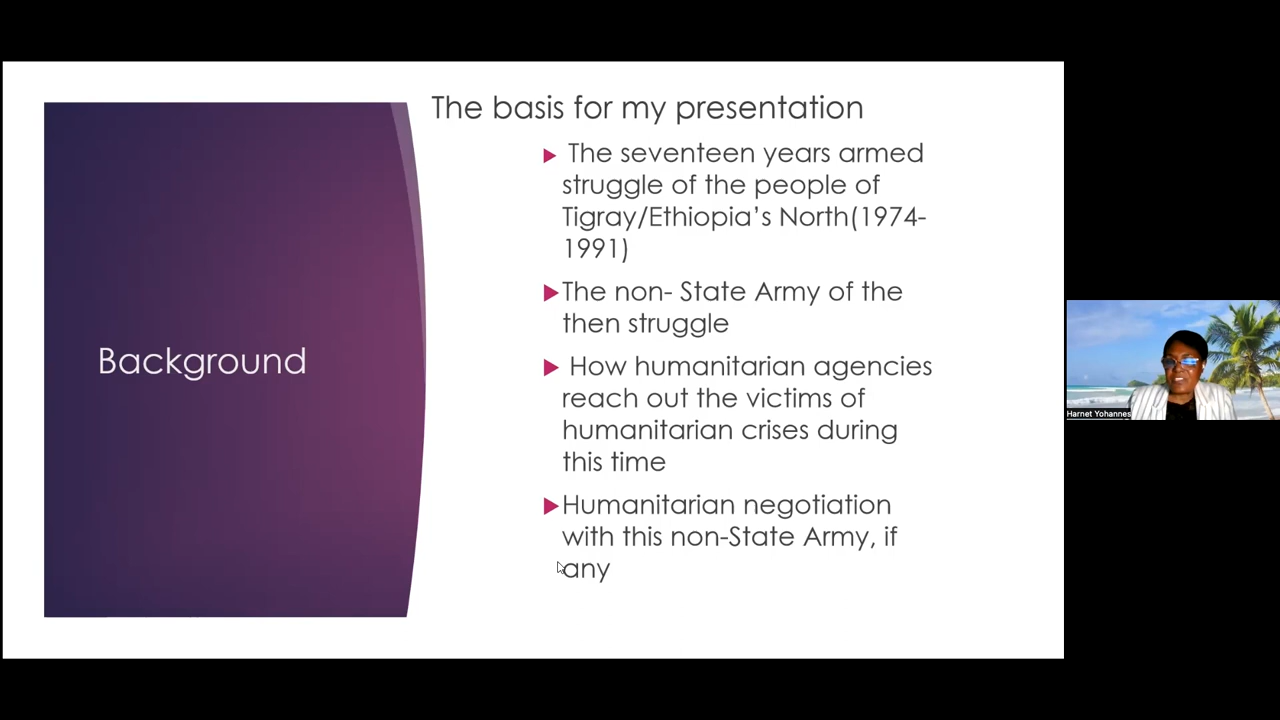 Background
The basis for my presentation
The seventeen years armed
struggle of the people of
Tigray/Ethiopia's North(1974-
1991)
The non- State Army of the
then struggle
How humanitarian agencies
reach out the victims of
humanitarian crises during
this time
Humanitarian negotiation
with this non-State Army, if
any
Harnet Yohannes